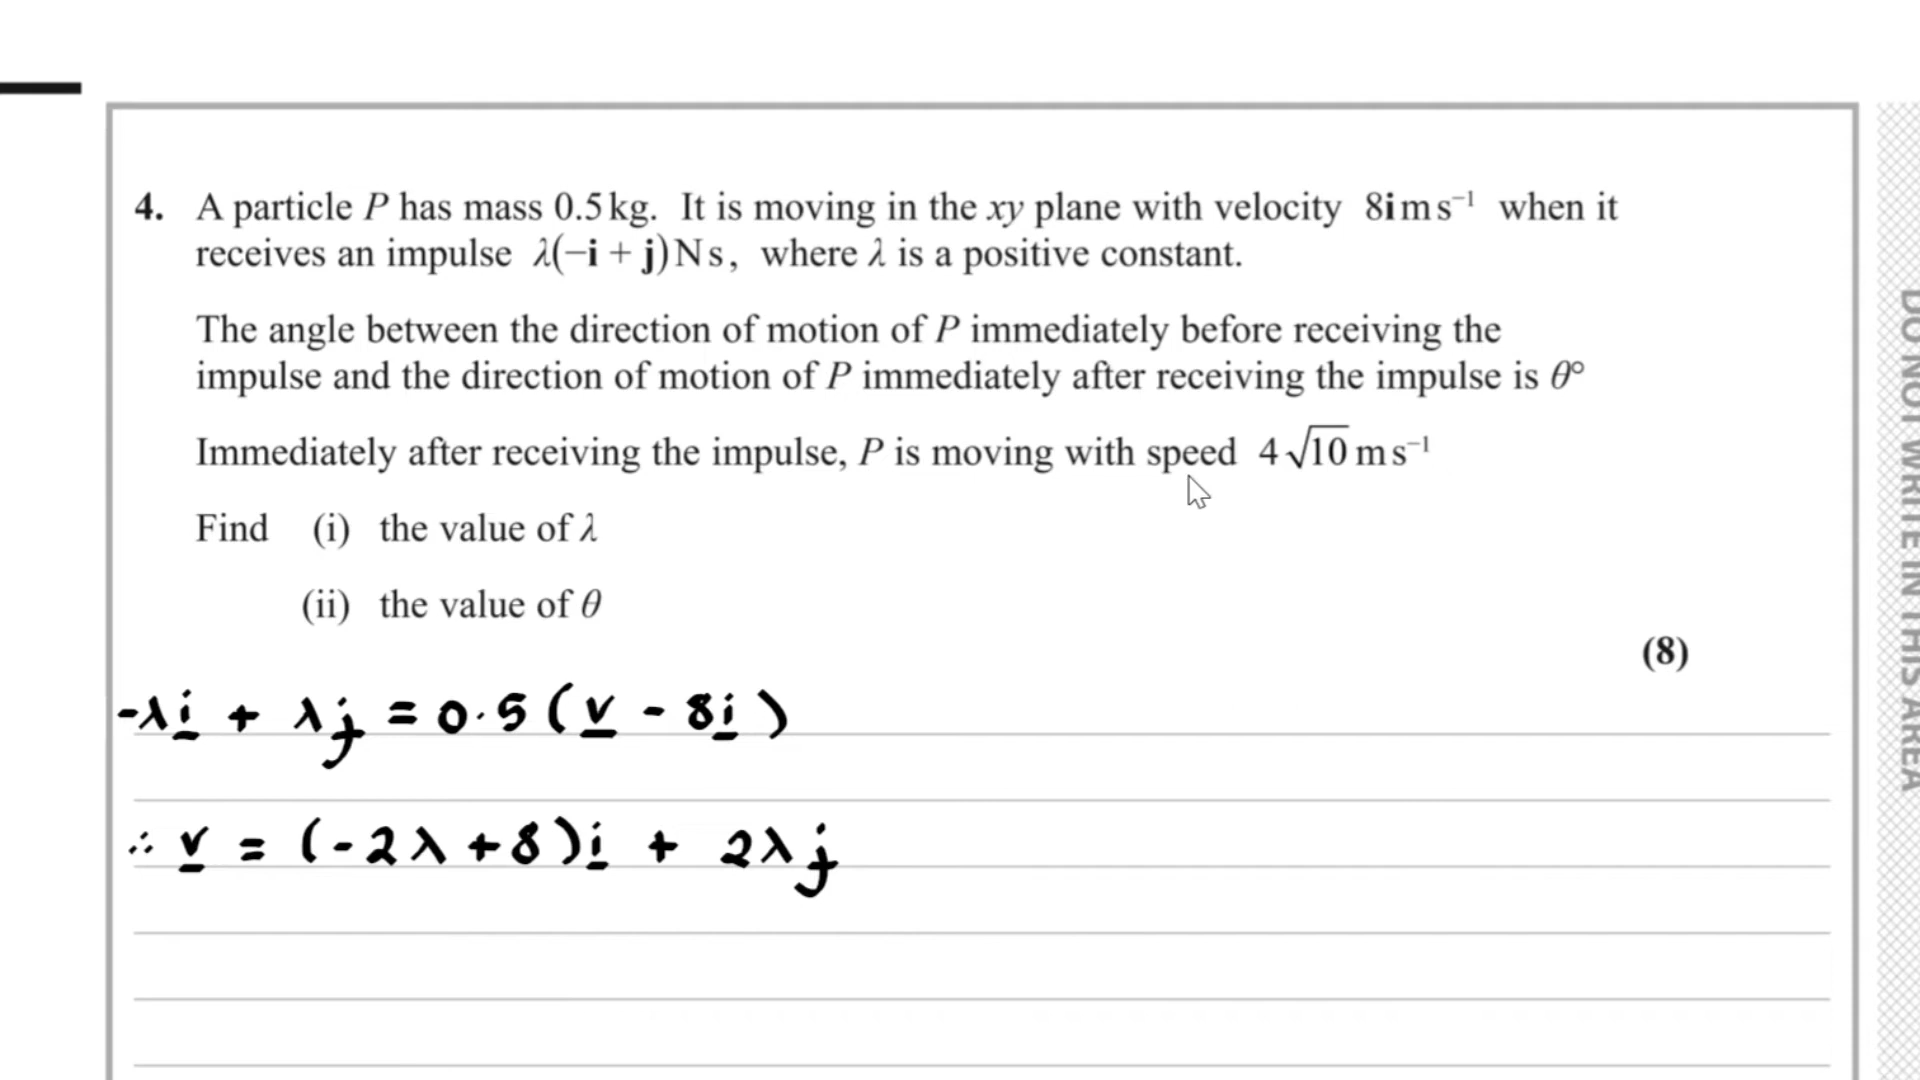 4. A particle P has mass 0.5 kg. It is moving in the xy plane with velocity 8i m s⁻¹ when it
receives an impulse λ(−i + j) N s, where λ is a positive constant.
The angle between the direction of motion of P immediately before receiving the
impulse and the direction of motion of P immediately after receiving the impulse is θ°
Immediately after receiving the impulse, P is moving with speed 4√10 m s⁻¹
Find (i) the value of λ
(ii) the value of θ
(8)
-λi + λj = 0.5 (v - 8i)
∴ v = (-2λ + 8)i + 2λj
DO NOT WRITE IN THIS AREA